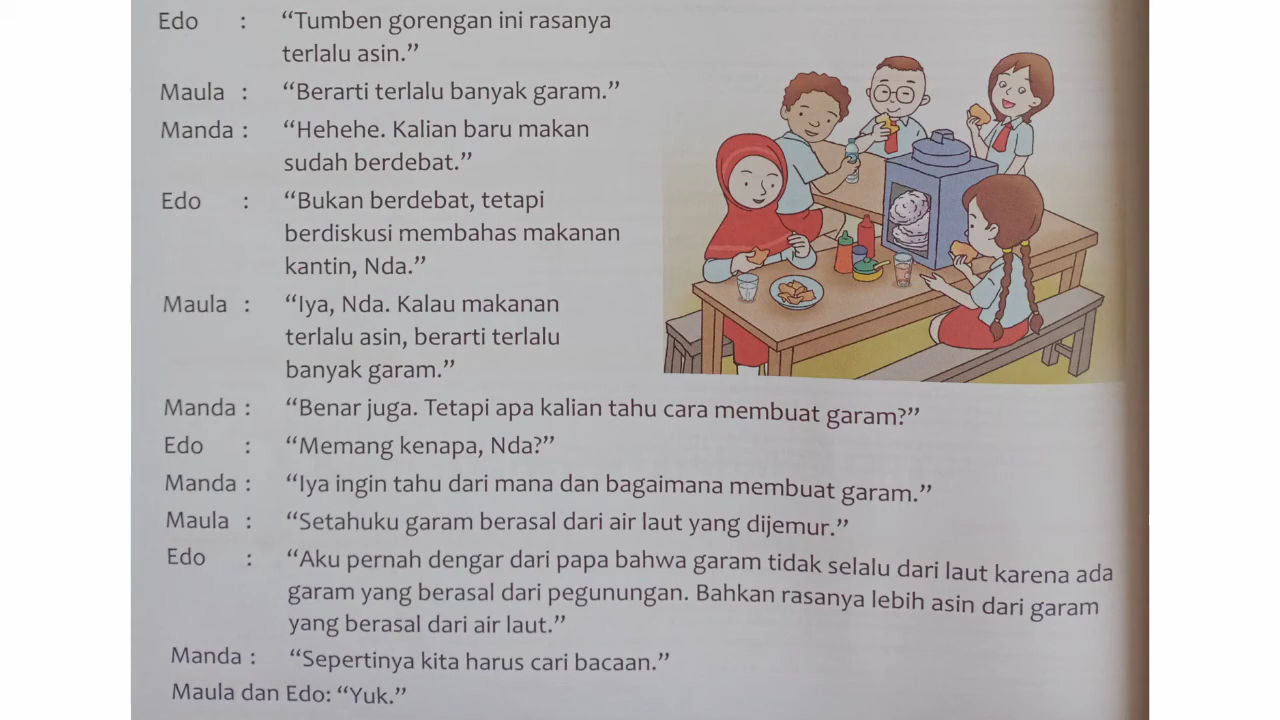 Edo : “Tumben gorengan ini rasanya
terlalu asin.”
Maula : “Berarti terlalu banyak garam.”
Manda : “Hehehe. Kalian baru makan
sudah berdebat.”
Edo : “Bukan berdebat, tetapi
berdiskusi membahas makanan
kantin, Nda.”
Maula : “Iya, Nda. Kalau makanan
terlalu asin, berarti terlalu
banyak garam.”
Manda : “Benar juga. Tetapi apa kalian tahu cara membuat garam?”
Edo : “Memang kenapa, Nda?”
Manda : “Iya ingin tahu dari mana dan bagaimana membuat garam.”
Maula : “Setahuku garam berasal dari air laut yang dijemur.”
Edo : “Aku pernah dengar dari papa bahwa garam tidak selalu dari laut karena ada
garam yang berasal dari pegunungan. Bahkan rasanya lebih asin dari garam
yang berasal dari air laut.”
Manda : “Sepertinya kita harus cari bacaan.”
Maula dan Edo: “Yuk.”